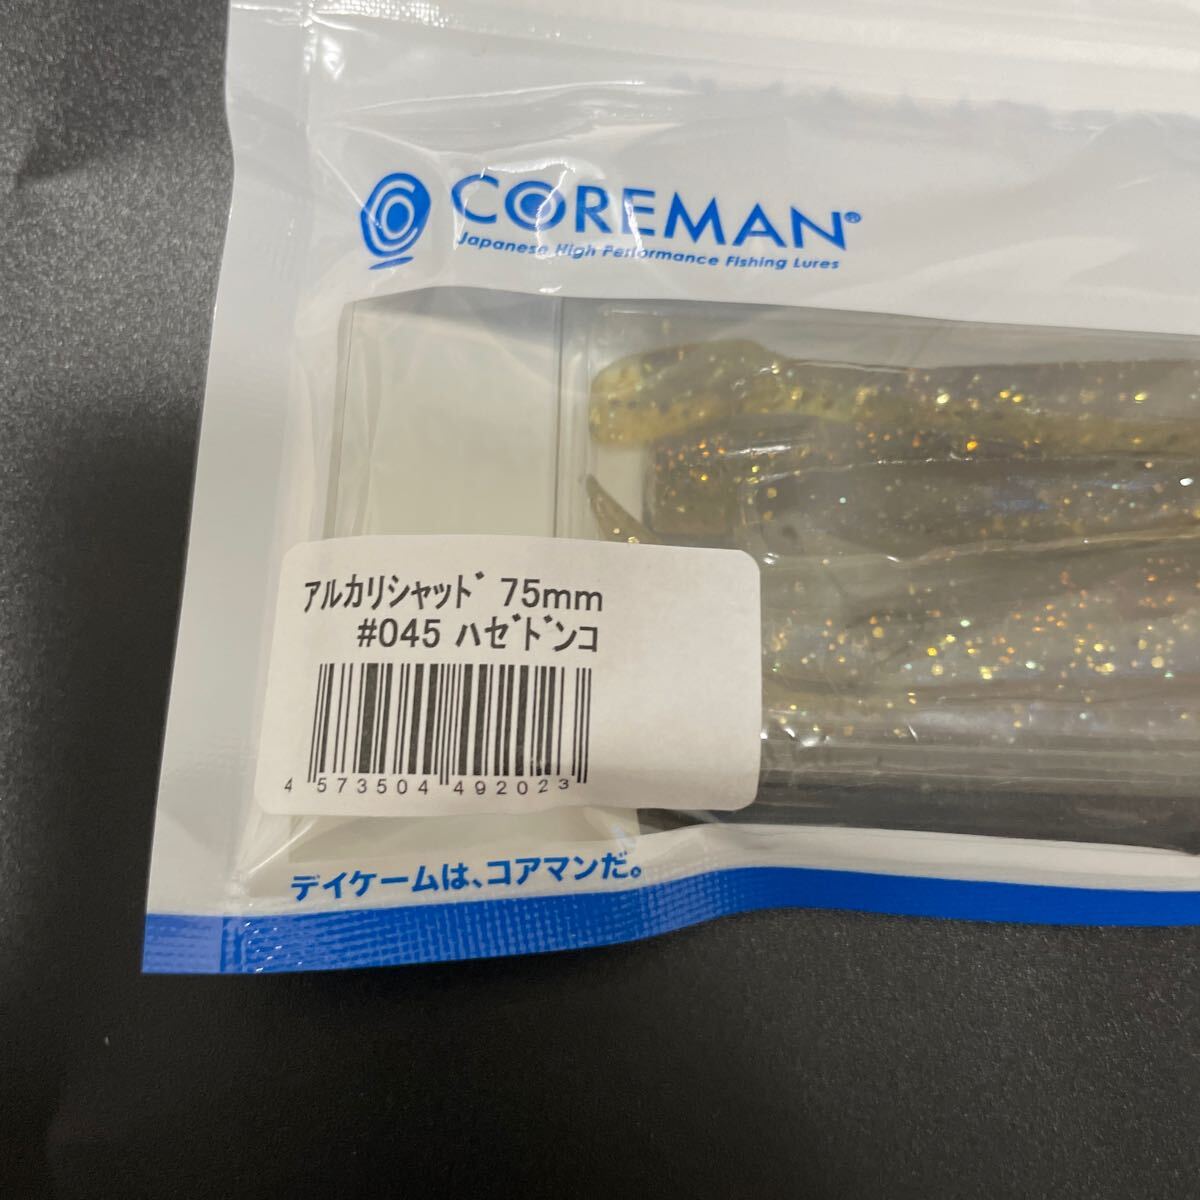 COREMAN®
Japanese High Performance Fishing Lures
ｱﾙｶﾘｼｬｯﾄﾞ 75mm
#045 ﾊｾﾞﾄﾞﾝｺ
4 573504 492023
デイゲームは、コアマンだ。